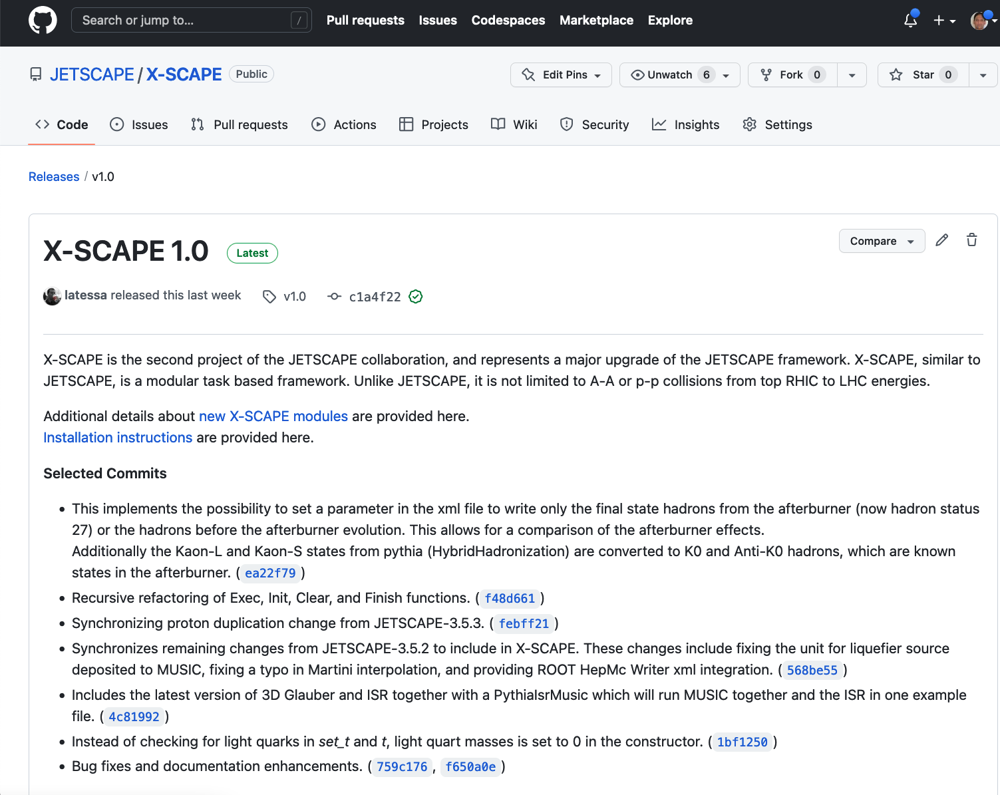 Search or jump to... / Pull requests Issues Codespaces Marketplace Explore
JETSCAPE / X-SCAPE Public Edit Pins Unwatch 6 Fork 0 Star 0
Code Issues Pull requests Actions Projects Wiki Security Insights Settings
Releases / v1.0
X-SCAPE 1.0 Latest Compare
latessa released this last week v1.0 c1a4f22
X-SCAPE is the second project of the JETSCAPE collaboration, and represents a major upgrade of the JETSCAPE framework. X-SCAPE, similar to
JETSCAPE, is a modular task based framework. Unlike JETSCAPE, it is not limited to A-A or p-p collisions from top RHIC to LHC energies.
Additional details about new X-SCAPE modules are provided here.
Installation instructions are provided here.
Selected Commits
• This implements the possibility to set a parameter in the xml file to write only the final state hadrons from the afterburner (now hadron status
27) or the hadrons before the afterburner evolution. This allows for a comparison of the afterburner effects.
Additionally the Kaon-L and Kaon-S states from pythia (HybridHadronization) are converted to K0 and Anti-K0 hadrons, which are known
states in the afterburner. (ea22f79)
• Recursive refactoring of Exec, Init, Clear, and Finish functions. (f48d661)
• Synchronizing proton duplication change from JETSCAPE-3.5.3. (febff21)
• Synchronizes remaining changes from JETSCAPE-3.5.2 to include in X-SCAPE. These changes include fixing the unit for liquefier source
deposited to MUSIC, fixing a typo in Martini interpolation, and providing ROOT HepMc Writer xml integration. (568be55)
• Includes the latest version of 3D Glauber and ISR together with a PythiaIsrMusic which will run MUSIC together and the ISR in one example
file. (4c81992)
• Instead of checking for light quarks in set_t and t, light quart masses is set to 0 in the constructor. (1bf1250)
• Bug fixes and documentation enhancements. (759c176, f650a0e)